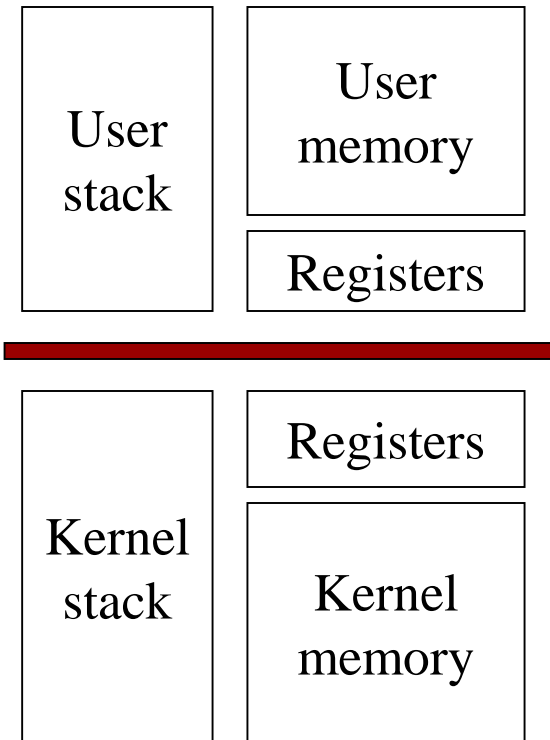 User
stack
User
memory
Registers
Registers
Kernel
stack
Kernel
memory